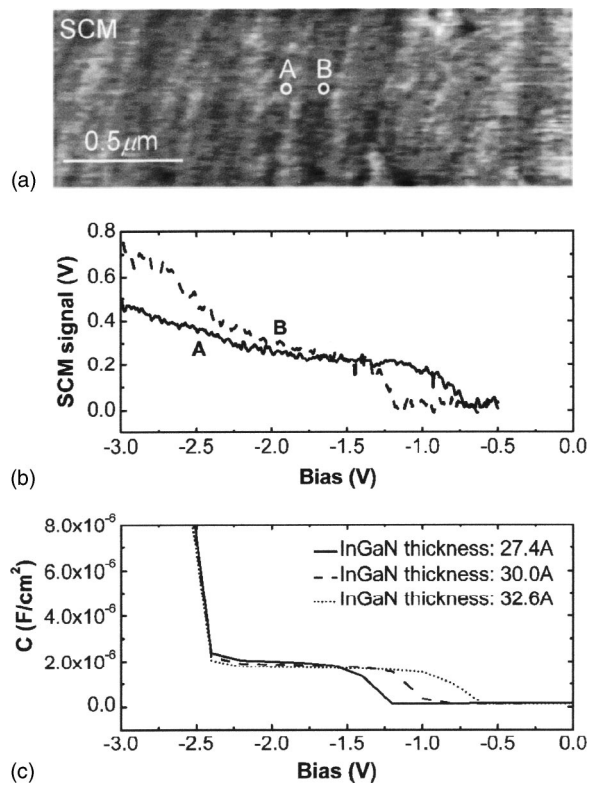 SCM
A B
0.5μm
(a)
0.8
0.6
0.4
0.2
0.0
SCM signal (V)
B
A
-3.0 -2.5 -2.0 -1.5 -1.0 -0.5 0.0
Bias (V)
(b)
8.0x10⁻⁶
6.0x10⁻⁶
4.0x10⁻⁶
2.0x10⁻⁶
0.0
C (F/cm²)
InGaN thickness: 27.4A
InGaN thickness: 30.0A
InGaN thickness: 32.6A
-3.0 -2.5 -2.0 -1.5 -1.0 -0.5 0.0
Bias (V)
(c)